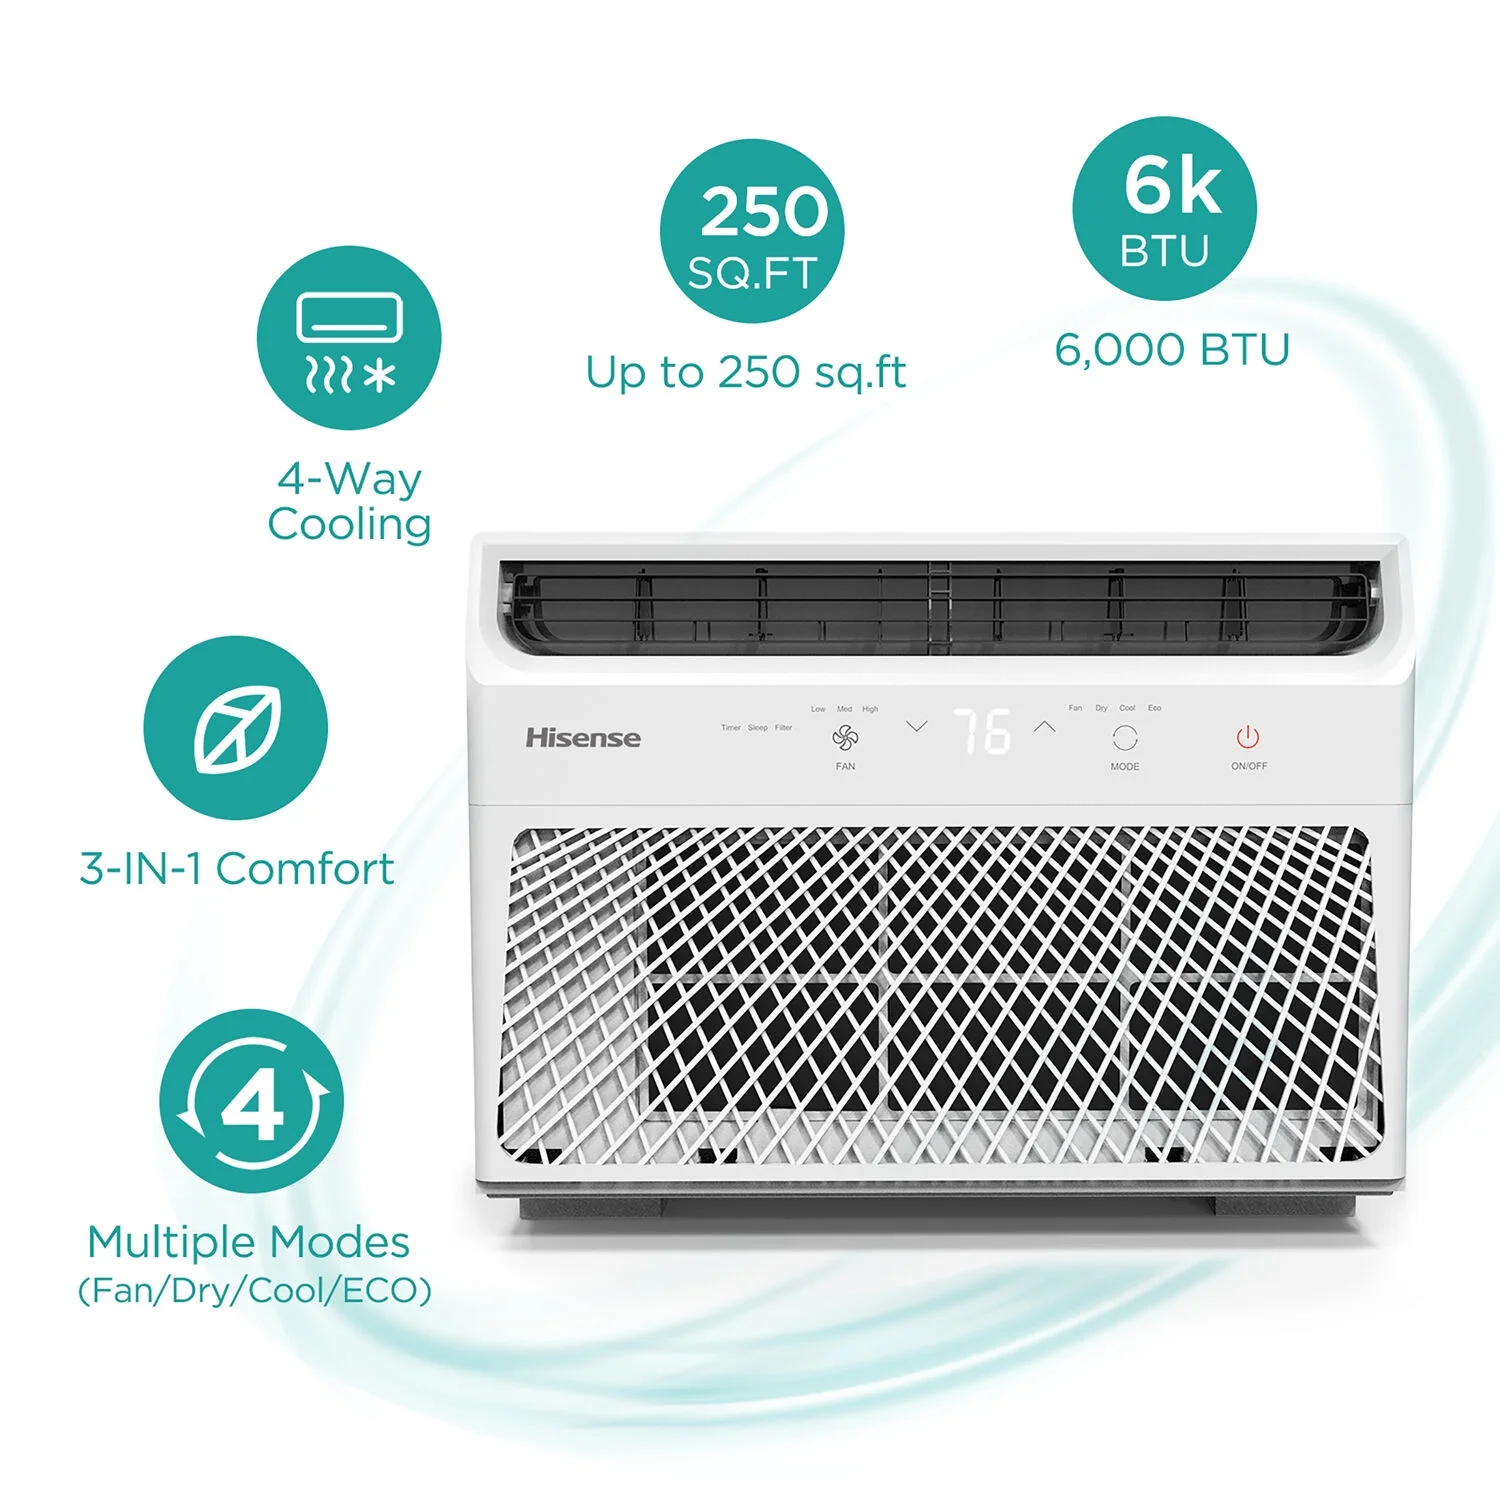 250
SQ.FT
Up to 250 sq.ft
6k
BTU
6,000 BTU
4-Way
Cooling
3-IN-1 Comfort
4
Multiple Modes
(Fan/Dry/Cool/ECO)
Hisense
Timer Sleep Filter
Low Med High
FAN
76
Fan Dry Cool Eco
MODE
ON/OFF